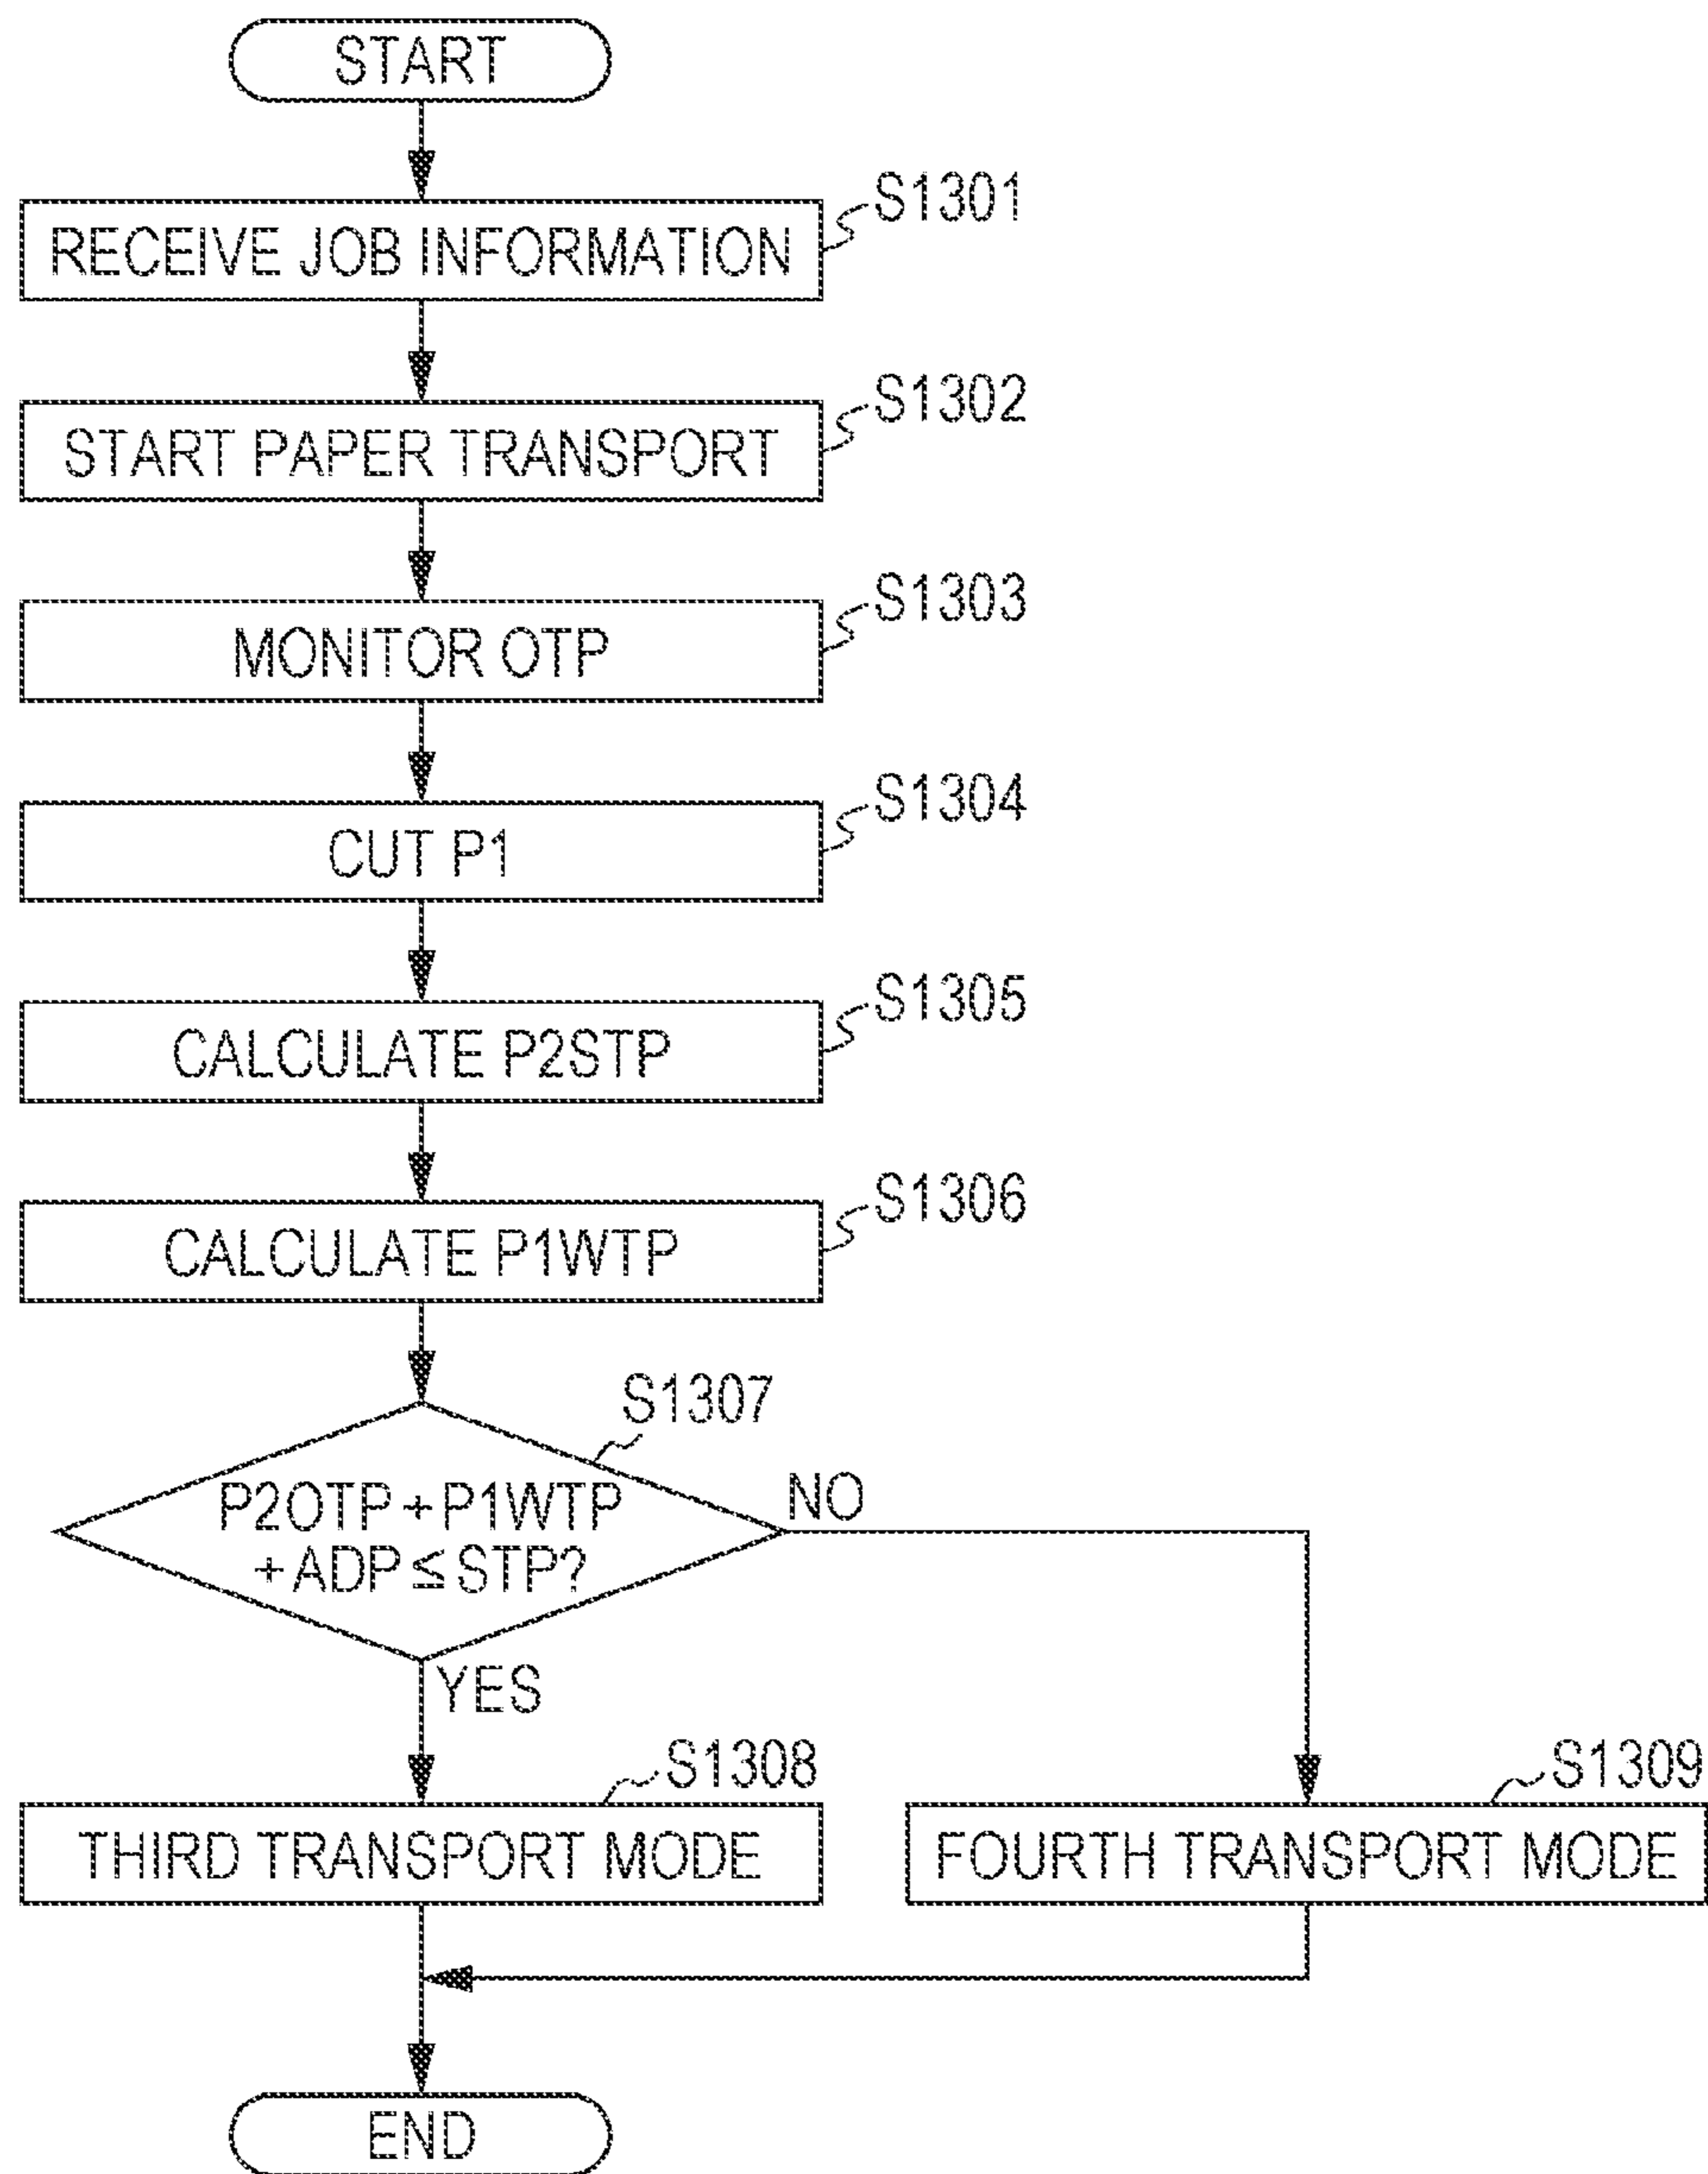 START
S1301
RECEIVE JOB INFORMATION
S1302
START PAPER TRANSPORT
S1303
MONITOR OTP
S1304
CUT P1
S1305
CALCULATE P2STP
S1306
CALCULATE P1WTP
S1307
P2OTP + P1WTP
+ ADP ≤ STP?
NO
YES
S1308
THIRD TRANSPORT MODE
S1309
FOURTH TRANSPORT MODE
END